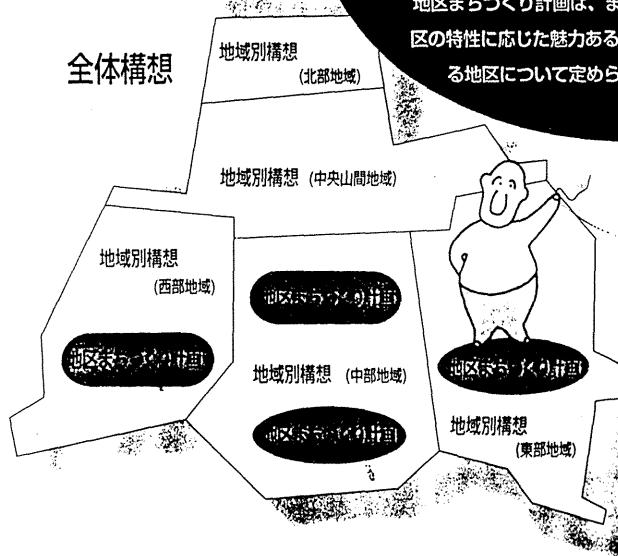 地区まちづくり計画は、ま
区の特性に応じた魅力ある
る地区について定めら
全体構想
地域別構想
(北部地域)
地域別構想 (中央山間地域)
地域別構想
(西部地域)
地区まちづくり計画
地区まちづくり計画
地域別構想 (中部地域)
地区まちづくり計画
地区まちづくり計画
地域別構想
(東部地域)